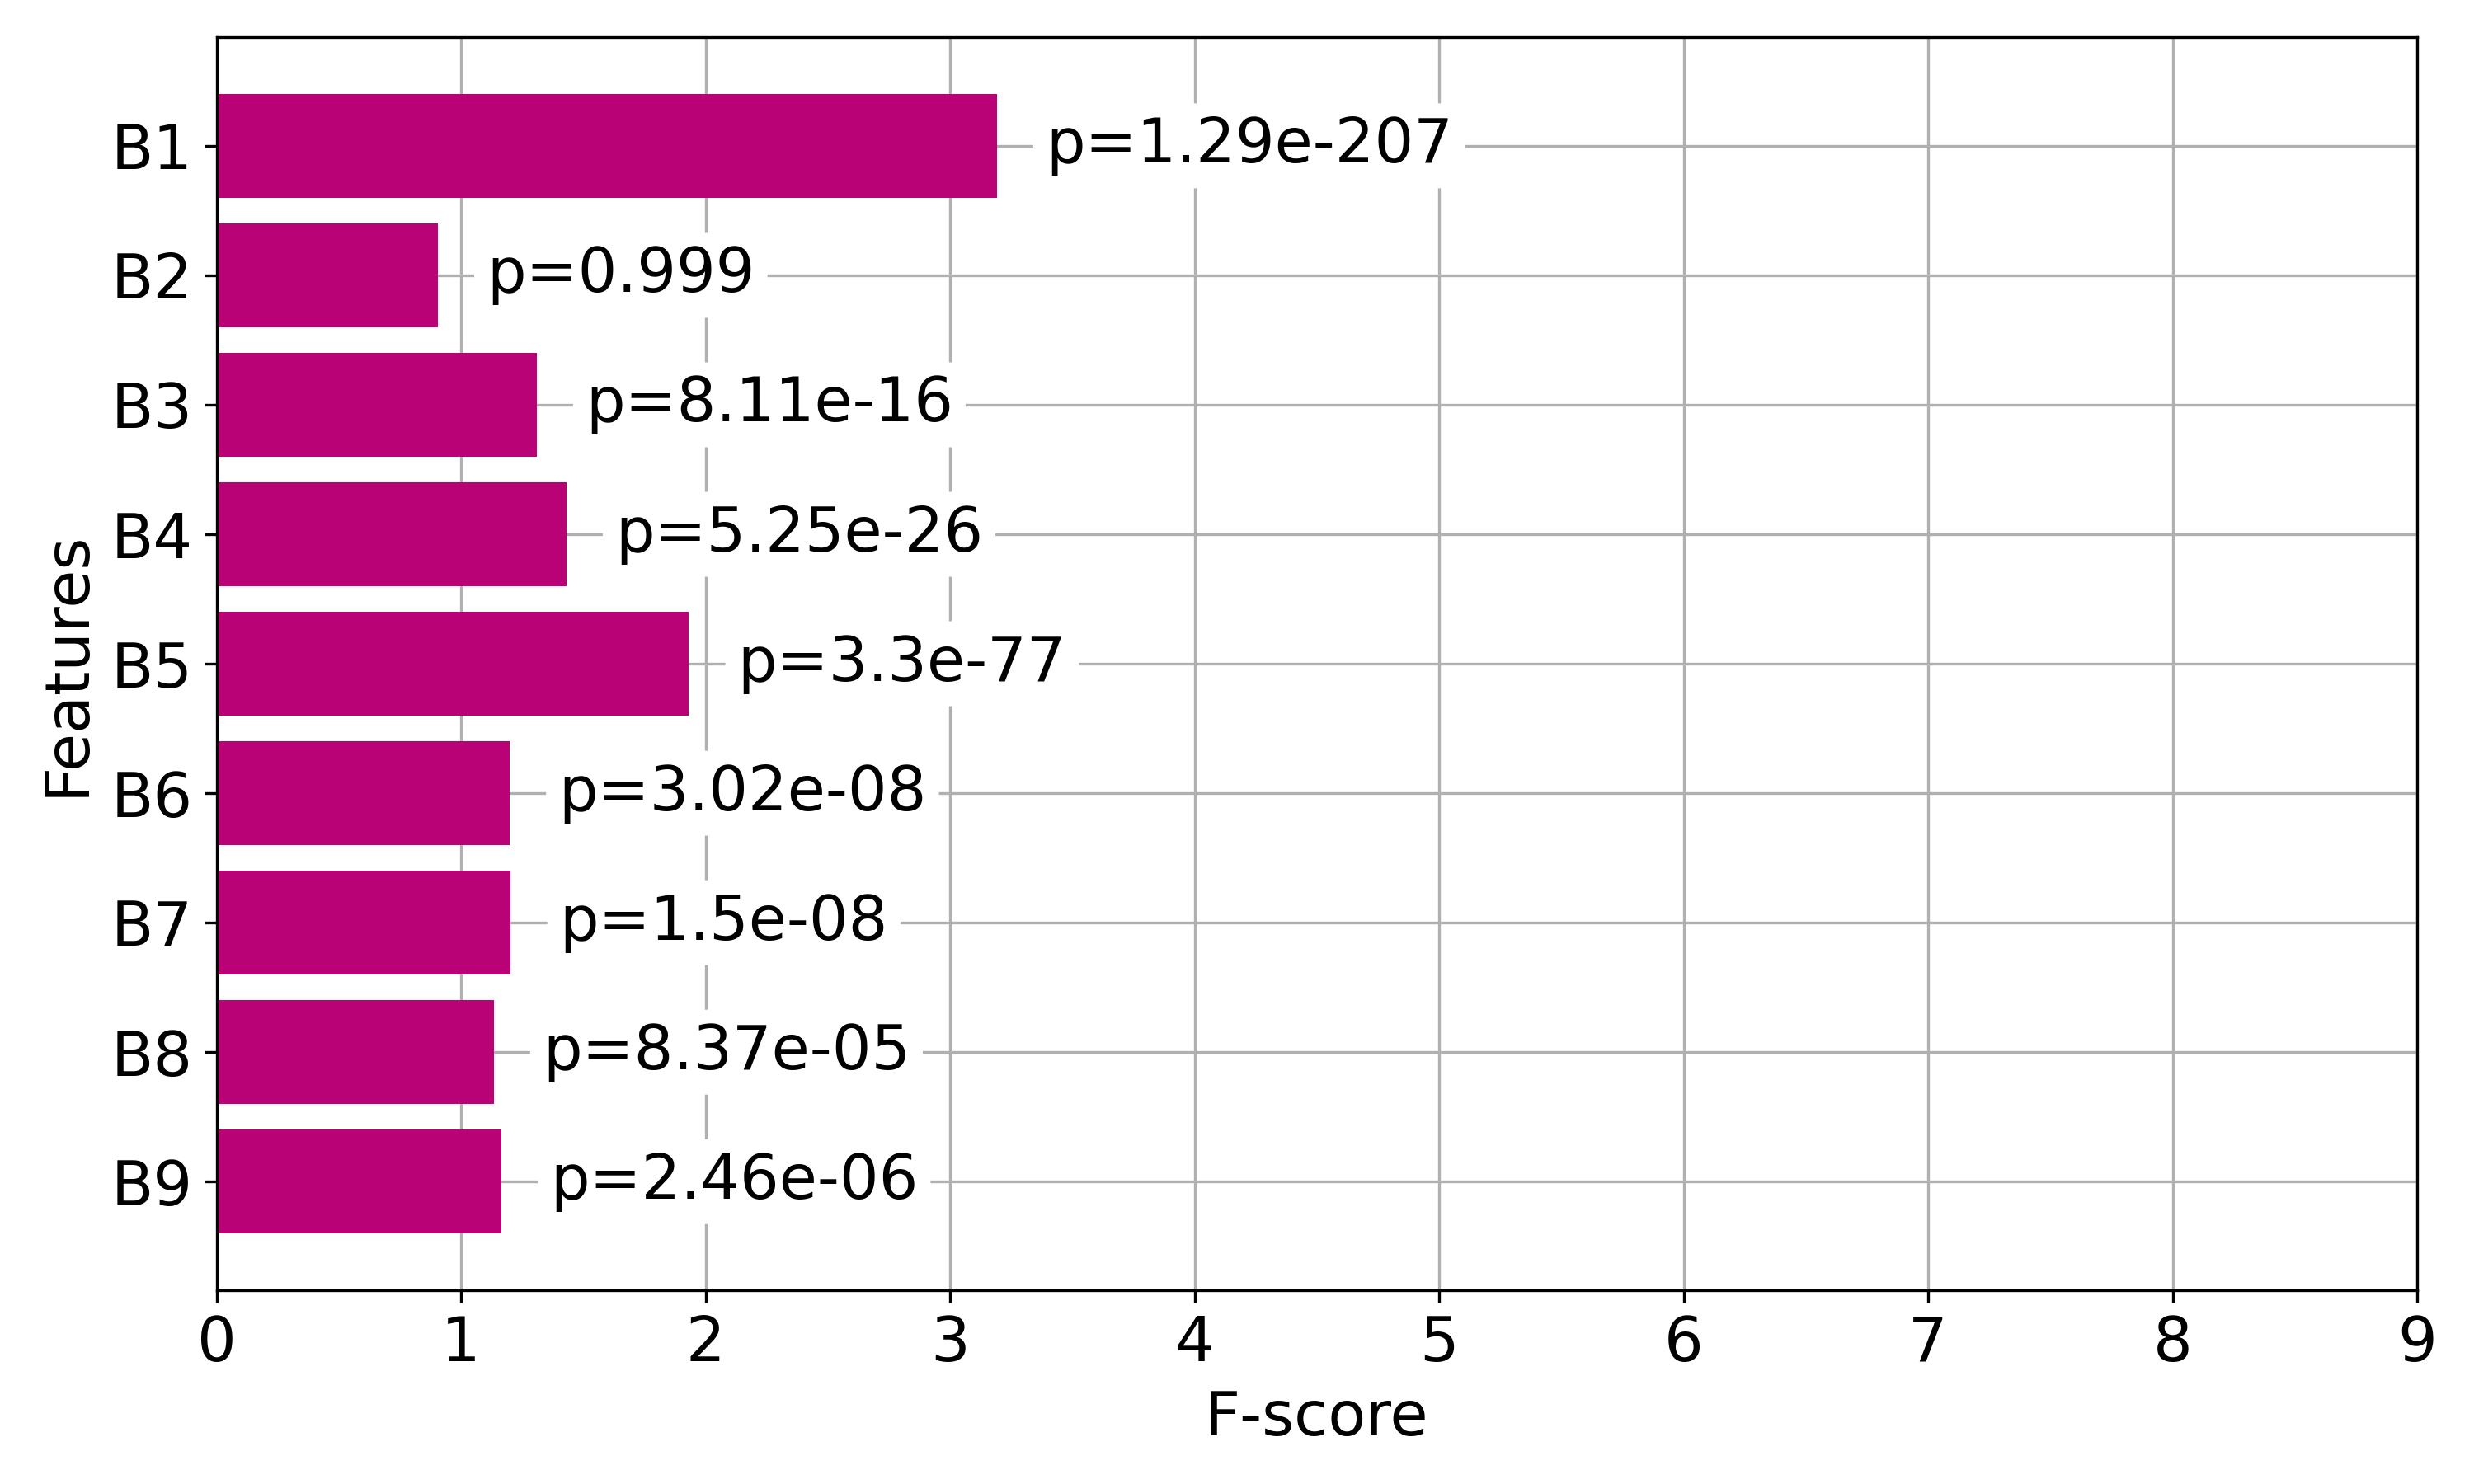 Features
B1
p=1.29e-207
B2
p=0.999
B3
p=8.11e-16
B4
p=5.25e-26
B5
p=3.3e-77
B6
p=3.02e-08
B7
p=1.5e-08
B8
p=8.37e-05
B9
p=2.46e-06
0 1 2 3 4 5 6 7 8 9
F-score